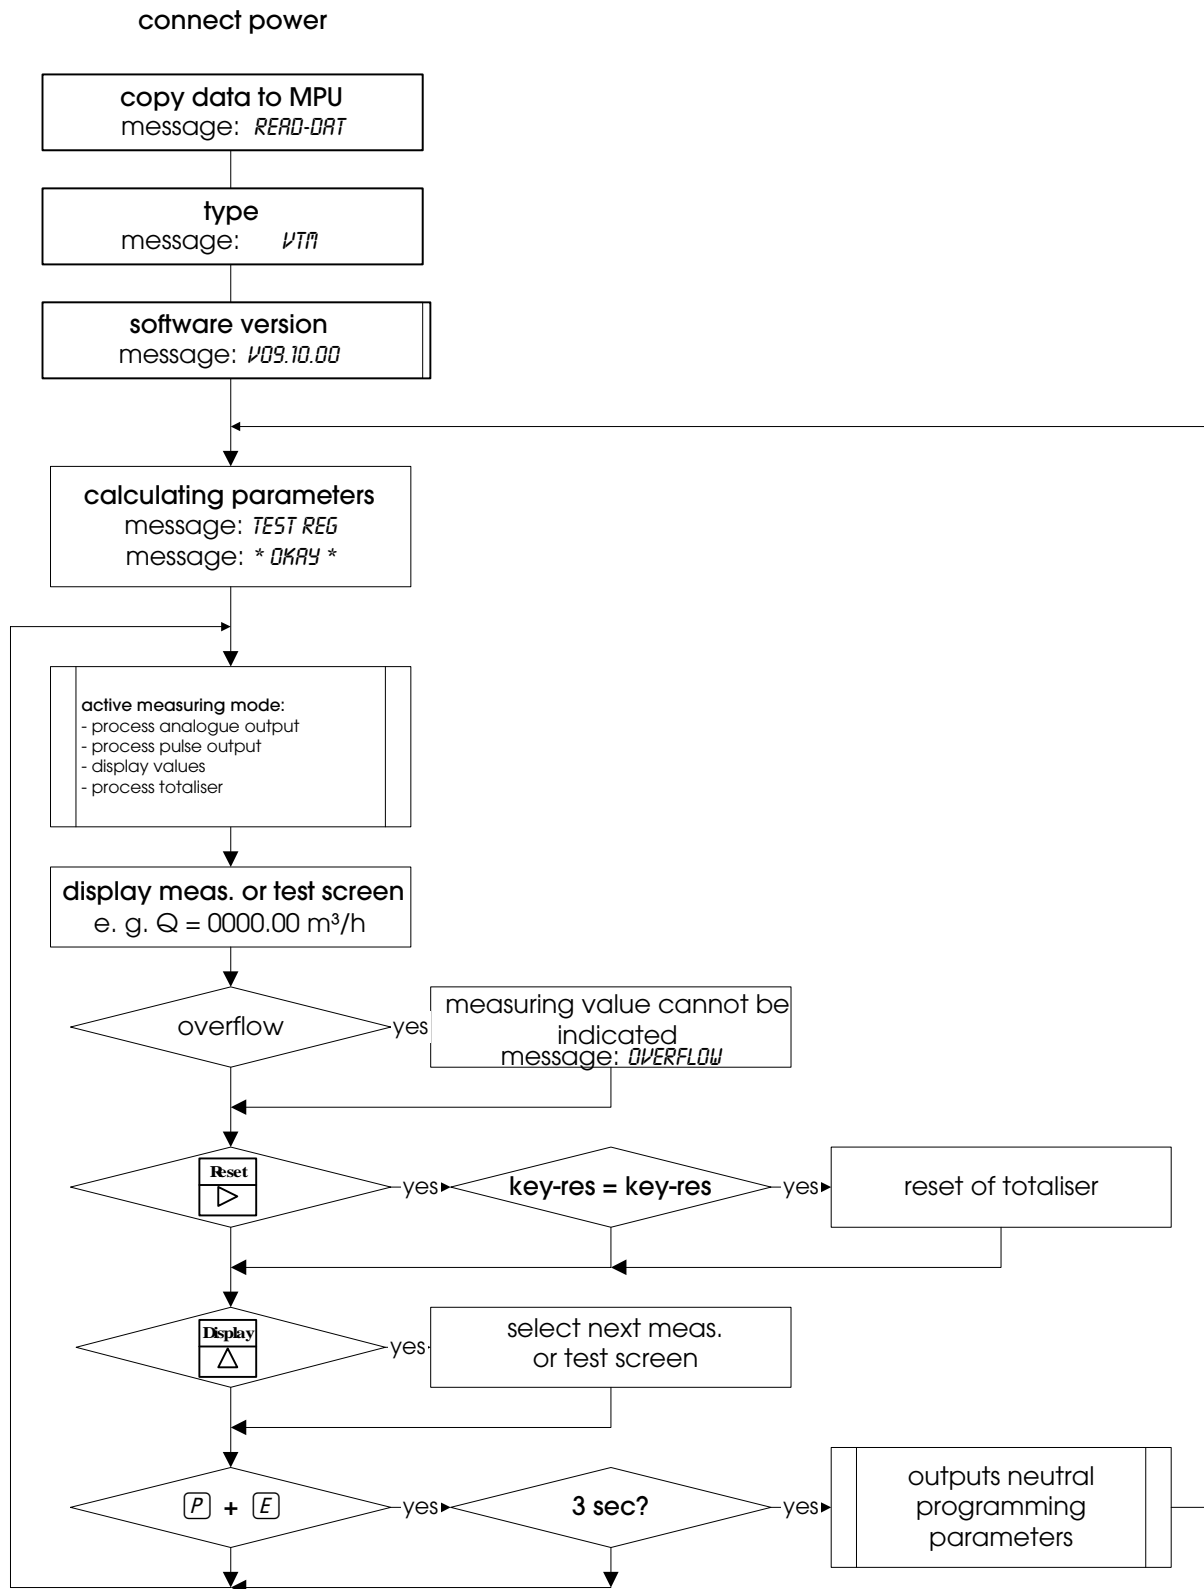 connect power
copy data to MPU
message: READ-DAT
type
message: VTM
software version
message: V09.10.00
calculating parameters
message: TEST REG
message: * OKAY *
active measuring mode:
- process analogue output
- process pulse output
- display values
- process totaliser
display meas. or test screen
e. g. Q = 0000.00 m³/h
overflow
yes
measuring value cannot be
indicated
message: OVERFLOW
Reset
yes
key-res = key-res
yes
reset of totaliser
Display
yes
select next meas.
or test screen
P + E
yes
3 sec?
yes
outputs neutral
programming
parameters